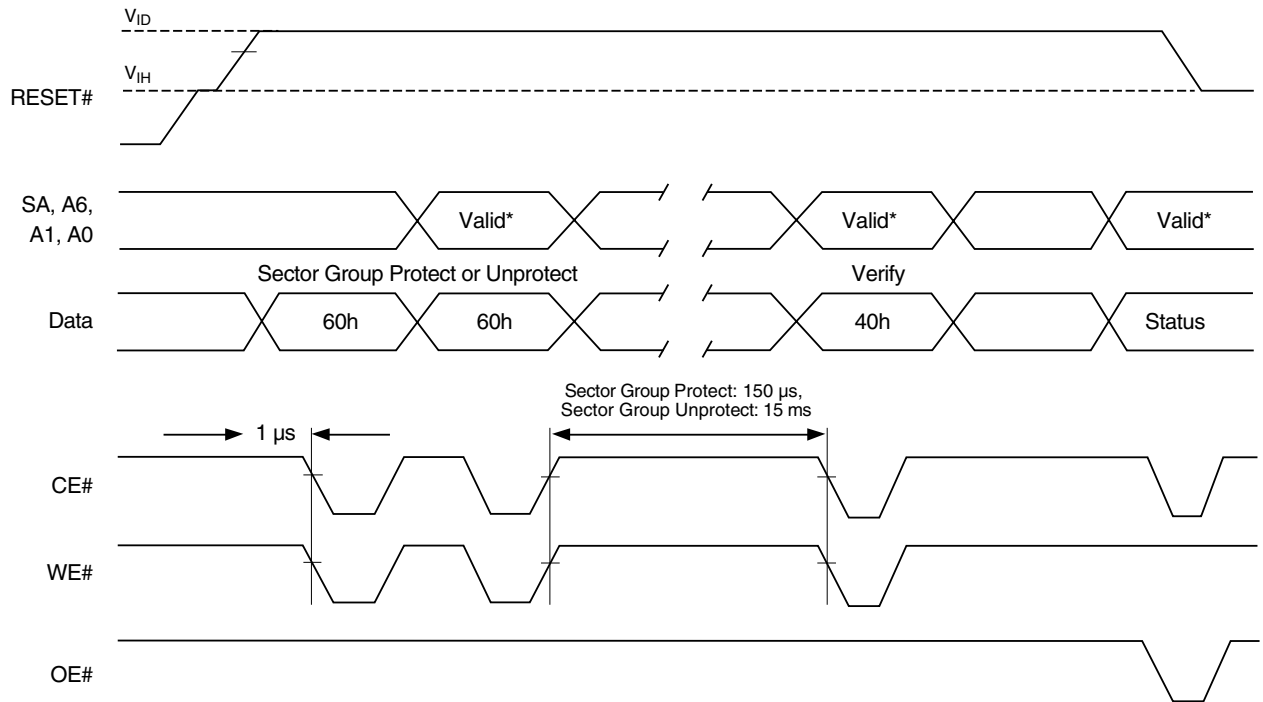 VID
VIH
RESET#
SA, A6,
A1, A0
Valid*
Valid*
Valid*
Sector Group Protect or Unprotect
Verify
Data
60h
60h
40h
Status
Sector Group Protect: 150 µs,
Sector Group Unprotect: 15 ms
1 µs
CE#
WE#
OE#